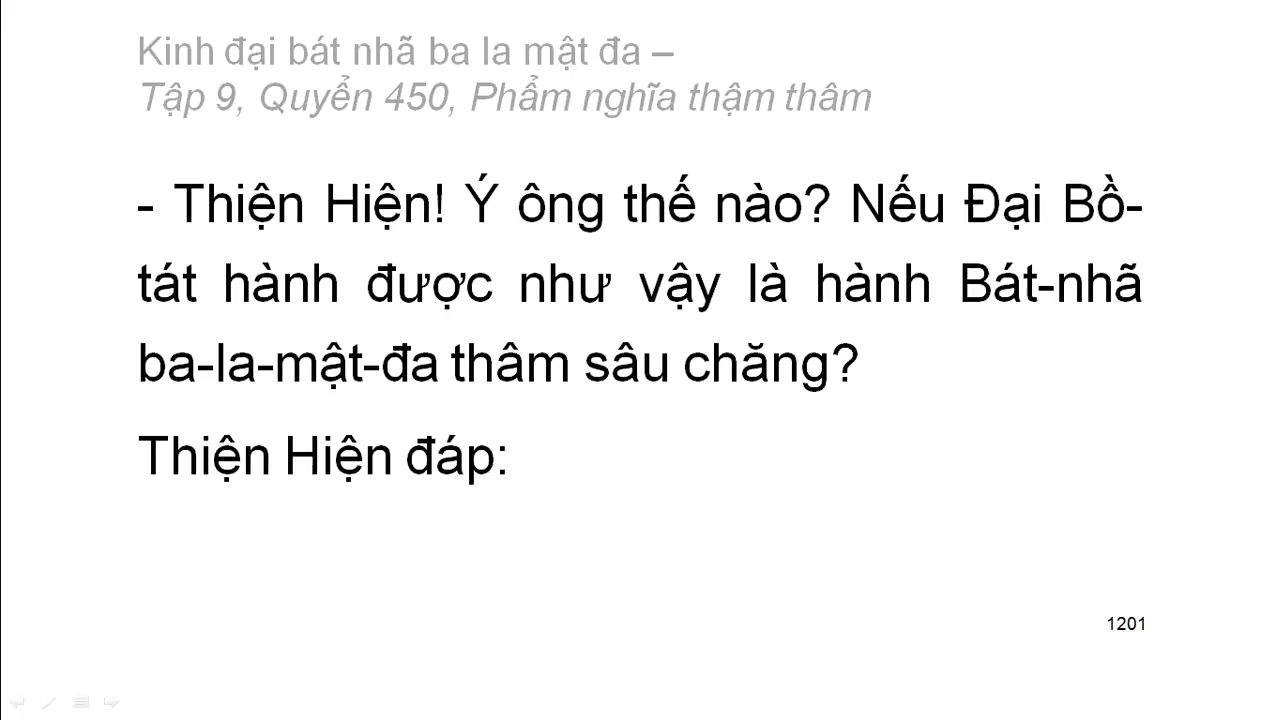 Kinh đại bát nhã ba la mật đa –
Tập 9, Quyển 450, Phẩm nghĩa thậm thâm
- Thiện Hiện! Ý ông thế nào? Nếu Đại Bồ-
tát hành được như vậy là hành Bát-nhã
ba-la-mật-đa thâm sâu chăng?
Thiện Hiện đáp:
1201